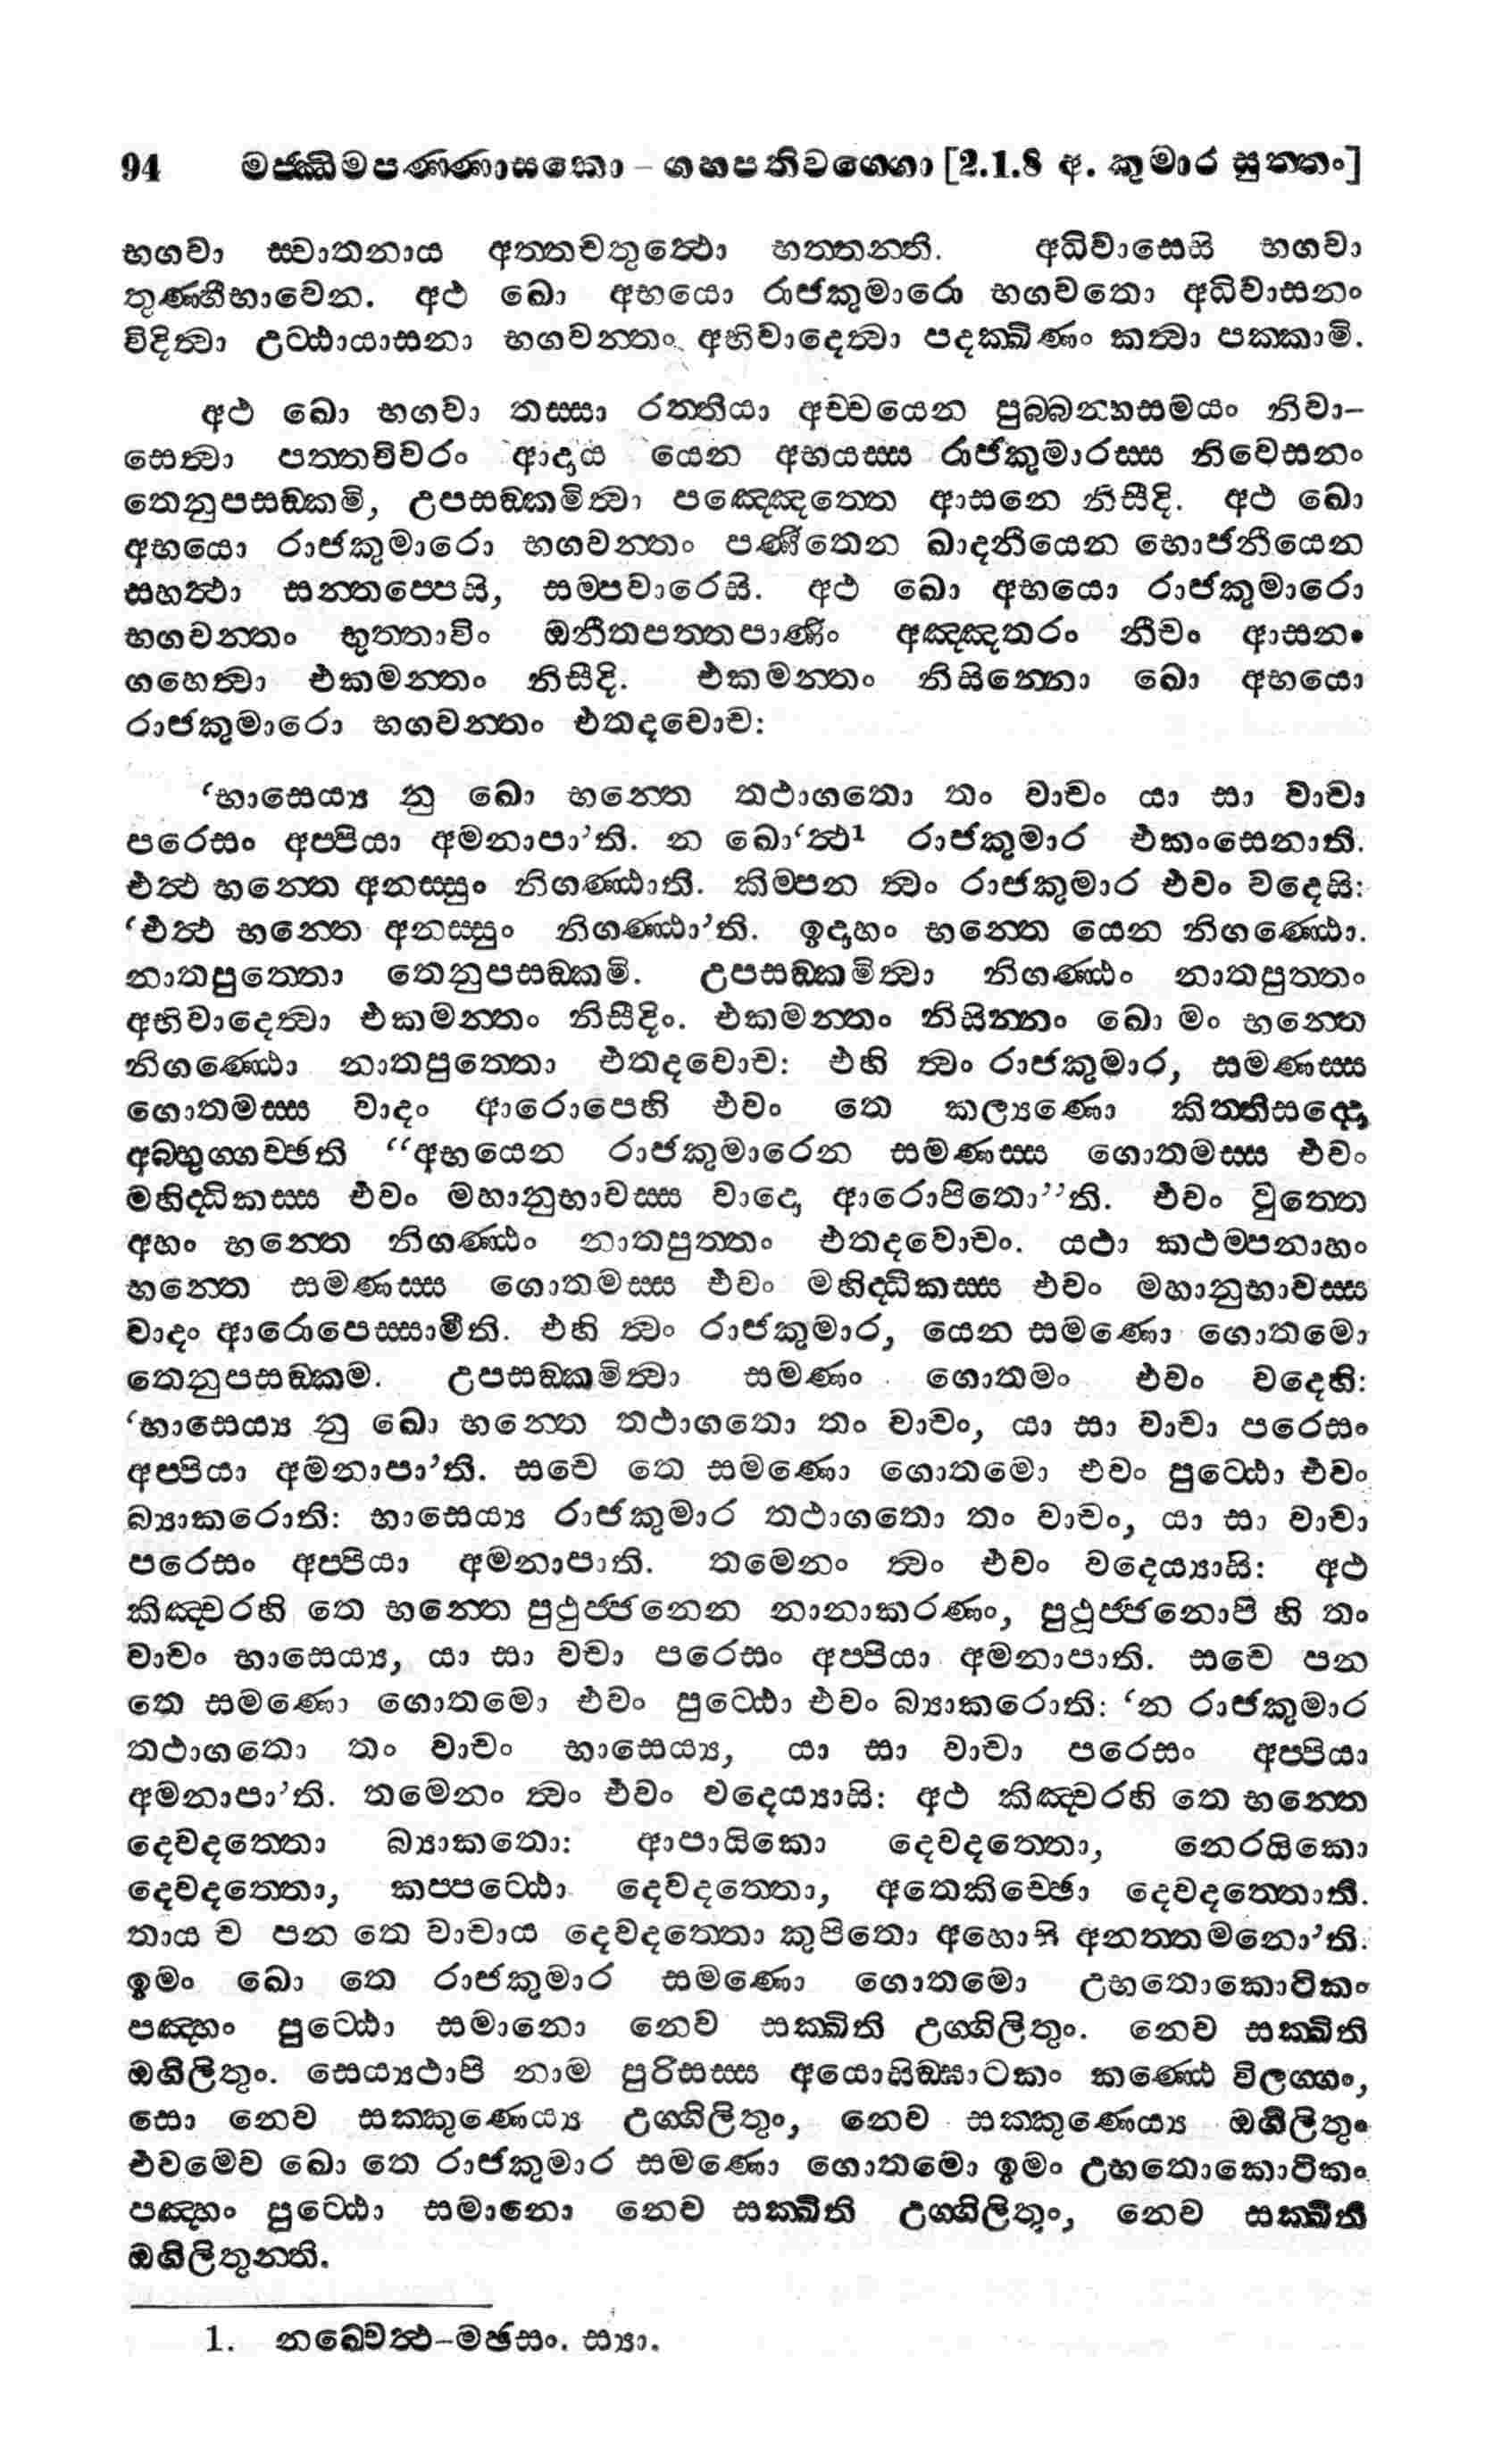 94 මජ්ඣිමපණ්ණාසකො – ගහපතිවග්ගො [2.1.8 අ. කුමාර සුත්තං]
භගවා ස්වාතනාය අත්තචතුත්ථො භත්තන්ති. අධිවාසෙසි භගවා
තුණ්හීභාවෙන. අථ ඛො අභයො රාජකුමාරො භගවතො අධිවාසනං
විදිත්වා උට්ඨායාසනා භගවන්තං අභිවාදෙත්වා පදක්ඛිණං කත්වා පක්කාමි.
අථ ඛො භගවා තස්සා රත්තියා අච්චයෙන පුබ්බන්හසමයං නිවා–
සෙත්වා පත්තචීවරං ආදාය යෙන අභයස්ස රාජකුමාරස්ස නිවෙසනං
තෙනුපසඞ්කමි, උපසඞ්කමිත්වා පඤ්ඤත්තෙ ආසනෙ නිසීදි. අථ ඛො
අභයො රාජකුමාරො භගවන්තං පණීතෙන ඛාදනීයෙන භොජනීයෙන
සහත්ථා සන්තප්පෙසි, සම්පවාරෙසි. අථ ඛො අභයො රාජකුමාරො
භගවන්තං භුත්තාවිං ඔනීතපත්තපාණිං අඤ්ඤතරං නීචං ආසනං
ගහෙත්වා එකමන්තං නිසීදි. එකමන්තං නිසින්නො ඛො අභයො
රාජකුමාරො භගවන්තං එතදවොච:
‘භාසෙය්‍ය නු ඛො භන්තෙ තථාගතො තං වාචං යා සා වාචා
පරෙසං අප්පියා අමනාපා’ති. න ඛො‘ත්ථ¹ රාජකුමාර එකංසෙනාති.
එත්ථ භන්තෙ අනස්සුං නිගණ්ඨාති. කිම්පන ත්වං රාජකුමාර එවං වදෙසි:
‘එත්ථ භන්තෙ අනස්සුං නිගණ්ඨා’ති. ඉදාහං භන්තෙ යෙන නිගණ්ඨො.
නාතපුත්තො තෙනුපසඞ්කමි. උපසඞ්කමිත්වා නිගණ්ඨං නාතපුත්තං
අභිවාදෙත්වා එකමන්තං නිසීදිං. එකමන්තං නිසින්නං ඛො මං භන්තෙ
නිගණ්ඨො නාතපුත්තො එතදවොච: එහි ත්වං රාජකුමාර, සමණස්ස
ගොතමස්ස වාදං ආරොපෙහි එවං තෙ කල්‍යණො කිත්තිසද්දො
අබ්භුග්ගච්ඡති “අභයෙන රාජකුමාරෙන සමණස්ස ගොතමස්ස එවං
මහිද්ධිකස්ස එවං මහානුභාවස්ස වාදො ආරොපිතො”ති. එවං වුත්තෙ
අහං භන්තෙ නිගණ්ඨං නාතපුත්තං එතදවොචං. යථා කථම්පනාහං
භන්තෙ සමණස්ස ගොතමස්ස එවං මහිද්ධිකස්ස එවං මහානුභාවස්ස
වාදං ආරොපෙස්සාමීති. එහි ත්වං රාජකුමාර, යෙන සමණො ගොතමො
තෙනුපසඞ්කම. උපසඞ්කමිත්වා සමණං ගොතමං එවං වදෙහි:
‘භාසෙය්‍ය නු ඛො භන්තෙ තථාගතො තං වාචං, යා සා වාචා පරෙසං
අප්පියා අමනාපා’ති. සචෙ තෙ සමණො ගොතමො එවං පුට්ඨො එවං
බ්‍යාකරොති: භාසෙය්‍ය රාජකුමාර තථාගතො තං වාචං, යා සා වාචා
පරෙසං අප්පියා අමනාපාති. තමෙනං ත්වං එවං වදෙය්‍යාසි: අථ
කිඤ්චරහි තෙ භන්තෙ පුථුජ්ජනෙන නානාකරණං, පුථූජ්ජනොපි හි තං
වාචං භාසෙය්‍ය, යා සා වචා පරෙසං අප්පියා අමනාපාති. සචෙ පන
තෙ සමණො ගොතමො එවං පුට්ඨො එවං බ්‍යාකරොති: ‘න රාජකුමාර
තථාගතො තං වාචං භාසෙය්‍ය, යා සා වාචා පරෙසං අප්පියා
අමනාපා’ති. තමෙනං ත්වං එවං වදෙය්‍යාසි: අථ කිඤ්චරහි තෙ භන්තෙ
දෙවදත්තො බ්‍යාකතො: ආපායිකො දෙවදත්තො, නෙරයිකො
දෙවදත්තො, කප්පට්ඨො දෙවදත්තො, අතෙකිච්ඡො දෙවදත්තොති.
තාය ච පන තෙ වාචාය දෙවදත්තො කුපිතො අහොසි අනත්තමනො’ති.
ඉමං ඛො තෙ රාජකුමාර සමණො ගොතමො උභතොකොටිකං
පඤ්හං පුට්ඨො සමානො නෙව සක්ඛිති උග්ගිලිතුං. නෙව සක්ඛිති
ඔගිලිතුං. සෙය්‍යථාපි නාම පුරිසස්ස අයොසිඞ්ඝාටකං කණ්ඨෙ විලග්ගං,
සො නෙව සක්කුණෙය්‍ය උග්ගිලිතුං, නෙව සක්කුණෙය්‍ය ඔගිලිතුං
එවමෙව ඛො තෙ රාජකුමාර සමණො ගොතමො ඉමං උභතොකොටිකං
පඤ්හං පුට්ඨො සමානො නෙව සක්ඛිති උග්ගිලිතුං, නෙව සක්ඛිති
ඔගිලිතුන්ති.
1. නඛ්වෙත්ථ–මඡසං. ස්‍යා.